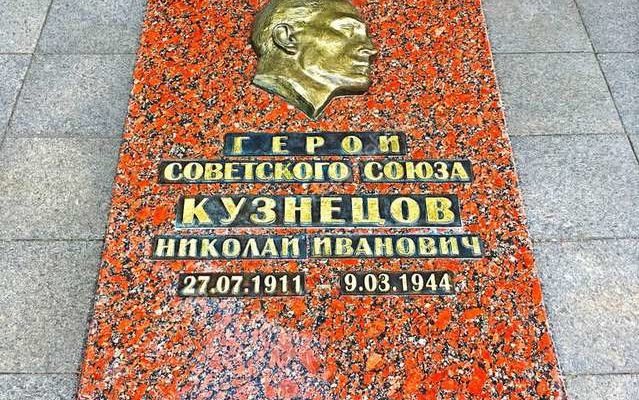 ГЕРОЙ
СОВЕТСКОГО СОЮЗА
КУЗНЕЦОВ
НИКОЛАЙ ИВАНОВИЧ
27.07.1911 - 9.03.1944